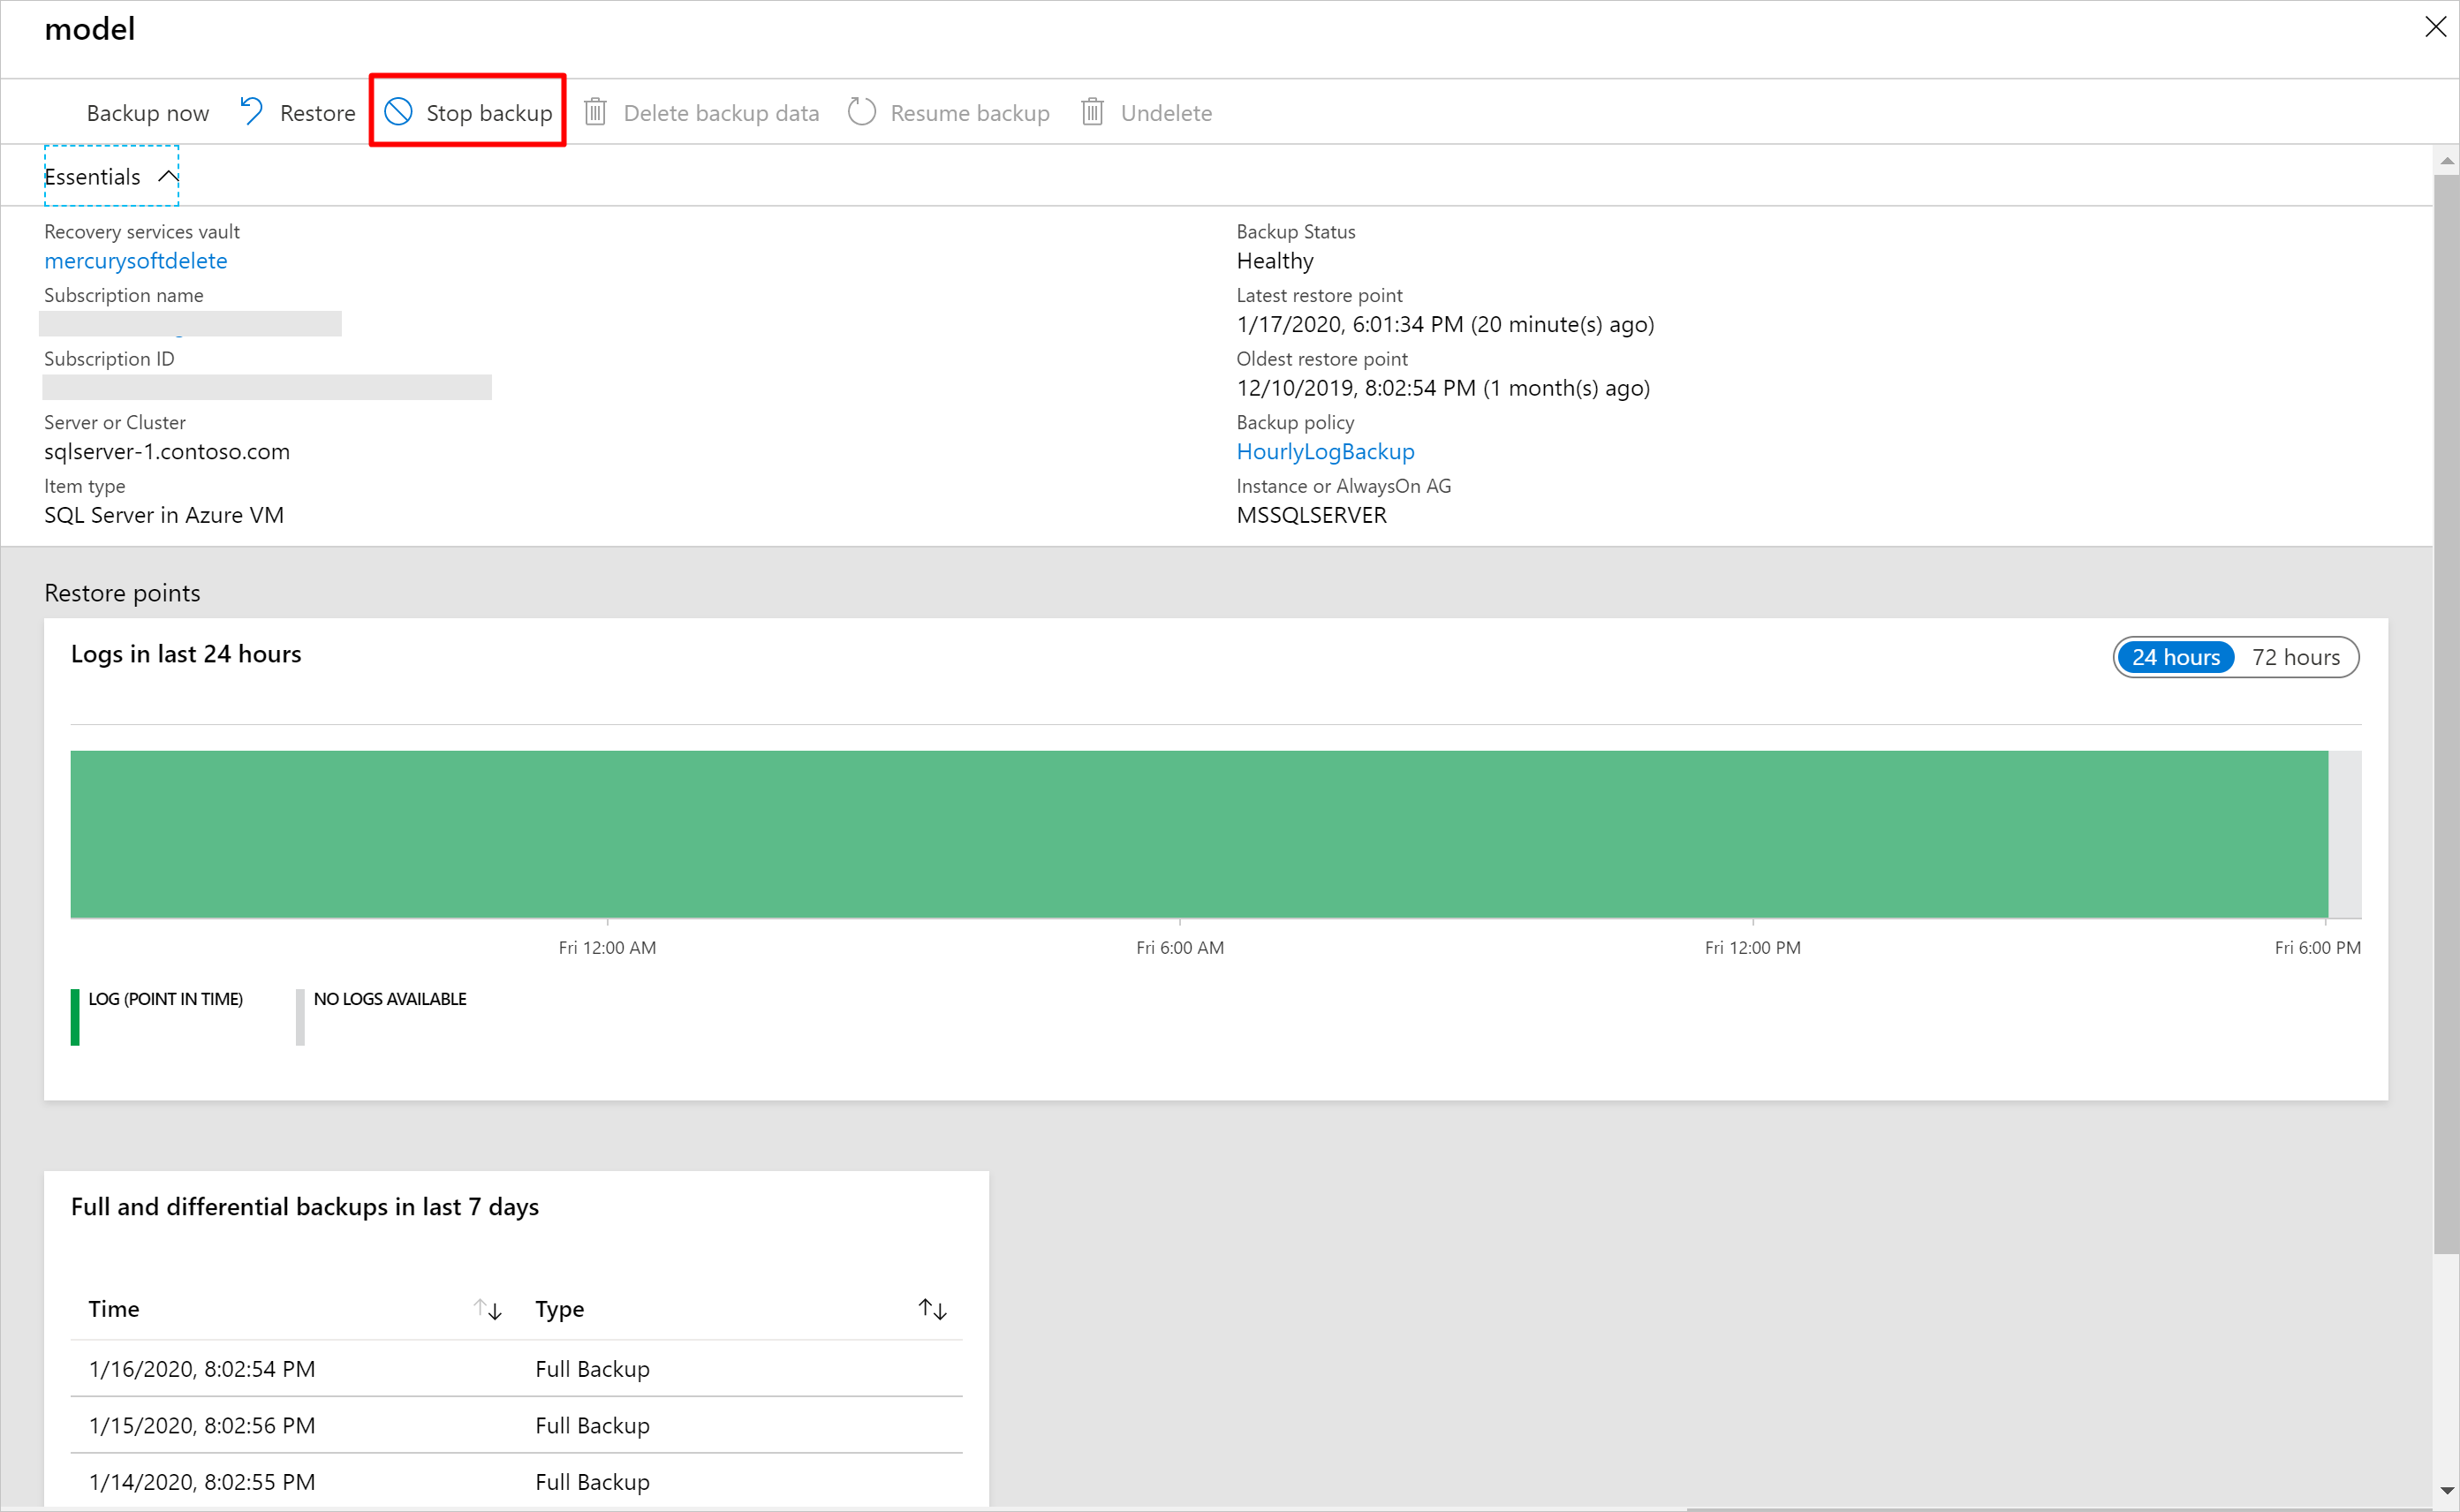 model
Backup now Restore Stop backup Delete backup data Resume backup Undelete
Essentials
Recovery services vault
mercurysoftdelete
Subscription name
Subscription ID
Server or Cluster
sqlserver-1.contoso.com
Item type
SQL Server in Azure VM
Backup Status
Healthy
Latest restore point
1/17/2020, 6:01:34 PM (20 minute(s) ago)
Oldest restore point
12/10/2019, 8:02:54 PM (1 month(s) ago)
Backup policy
HourlyLogBackup
Instance or AlwaysOn AG
MSSQLSERVER
Restore points
Logs in last 24 hours
24 hours 72 hours
Fri 12:00 AM Fri 6:00 AM Fri 12:00 PM Fri 6:00 PM
LOG (POINT IN TIME) NO LOGS AVAILABLE
Full and differential backups in last 7 days
Time Type
1/16/2020, 8:02:54 PM Full Backup
1/15/2020, 8:02:56 PM Full Backup
1/14/2020, 8:02:55 PM Full Backup